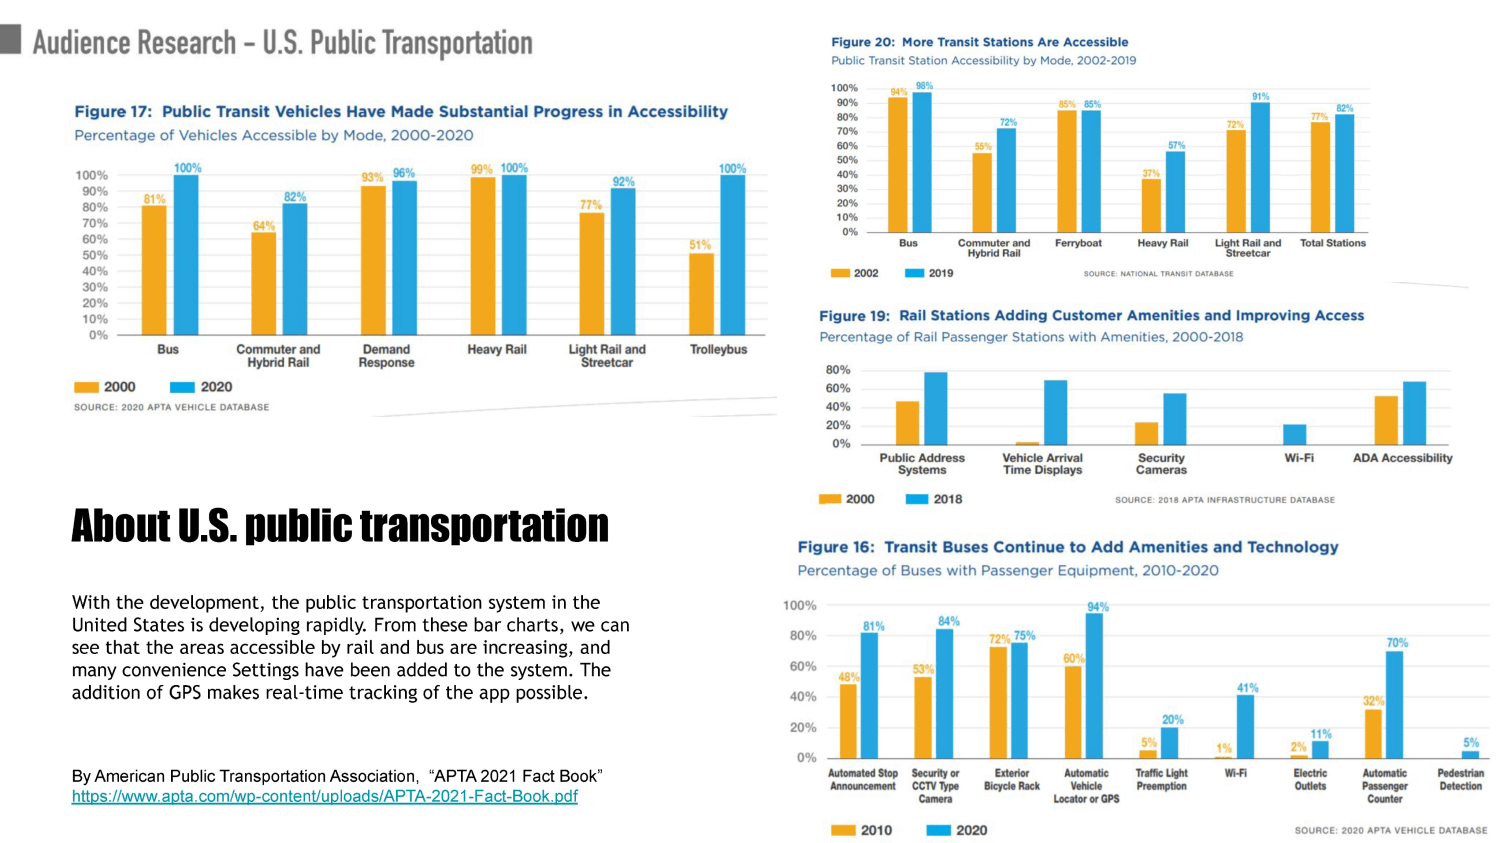 Audience Research – U.S. Public Transportation
Figure 17: Public Transit Vehicles Have Made Substantial Progress in Accessibility
Percentage of Vehicles Accessible by Mode, 2000-2020
100%
90%
80%
70%
60%
50%
40%
30%
20%
10%
0%
81% 100%
64% 82%
93% 96%
99% 100%
77% 92%
51% 100%
Bus
Commuter and
Hybrid Rail
Demand
Response
Heavy Rail
Light Rail and
Streetcar
Trolleybus
2000 2020
SOURCE: 2020 APTA VEHICLE DATABASE
About U.S. public transportation
With the development, the public transportation system in the
United States is developing rapidly. From these bar charts, we can
see that the areas accessible by rail and bus are increasing, and
many convenience Settings have been added to the system. The
addition of GPS makes real-time tracking of the app possible.
By American Public Transportation Association, “APTA 2021 Fact Book”
https://www.apta.com/wp-content/uploads/APTA-2021-Fact-Book.pdf
Figure 20: More Transit Stations Are Accessible
Public Transit Station Accessibility by Mode, 2002-2019
100%
90%
80%
70%
60%
50%
40%
30%
20%
10%
0%
94% 98%
55% 72%
85% 85%
37% 57%
72% 91%
77% 82%
Bus
Commuter and
Hybrid Rail
Ferryboat
Heavy Rail
Light Rail and
Streetcar
Total Stations
2002 2019
SOURCE: NATIONAL TRANSIT DATABASE
Figure 19: Rail Stations Adding Customer Amenities and Improving Access
Percentage of Rail Passenger Stations with Amenities, 2000-2018
80%
60%
40%
20%
0%
Public Address
Systems
Vehicle Arrival
Time Displays
Security
Cameras
Wi-Fi
ADA Accessibility
2000 2018
SOURCE: 2018 APTA INFRASTRUCTURE DATABASE
Figure 16: Transit Buses Continue to Add Amenities and Technology
Percentage of Buses with Passenger Equipment, 2010-2020
100%
80%
60%
40%
20%
0%
48% 81%
53% 84%
72% 75%
60% 94%
5% 20%
1% 41%
2% 11%
32% 70%
5%
Automated Stop
Announcement
Security or
CCTV Type
Camera
Exterior
Bicycle Rack
Automatic
Vehicle
Locator or GPS
Traffic Light
Preemption
Wi-Fi
Electric
Outlets
Automatic
Passenger
Counter
Pedestrian
Detection
2010 2020
SOURCE: 2020 APTA VEHICLE DATABASE